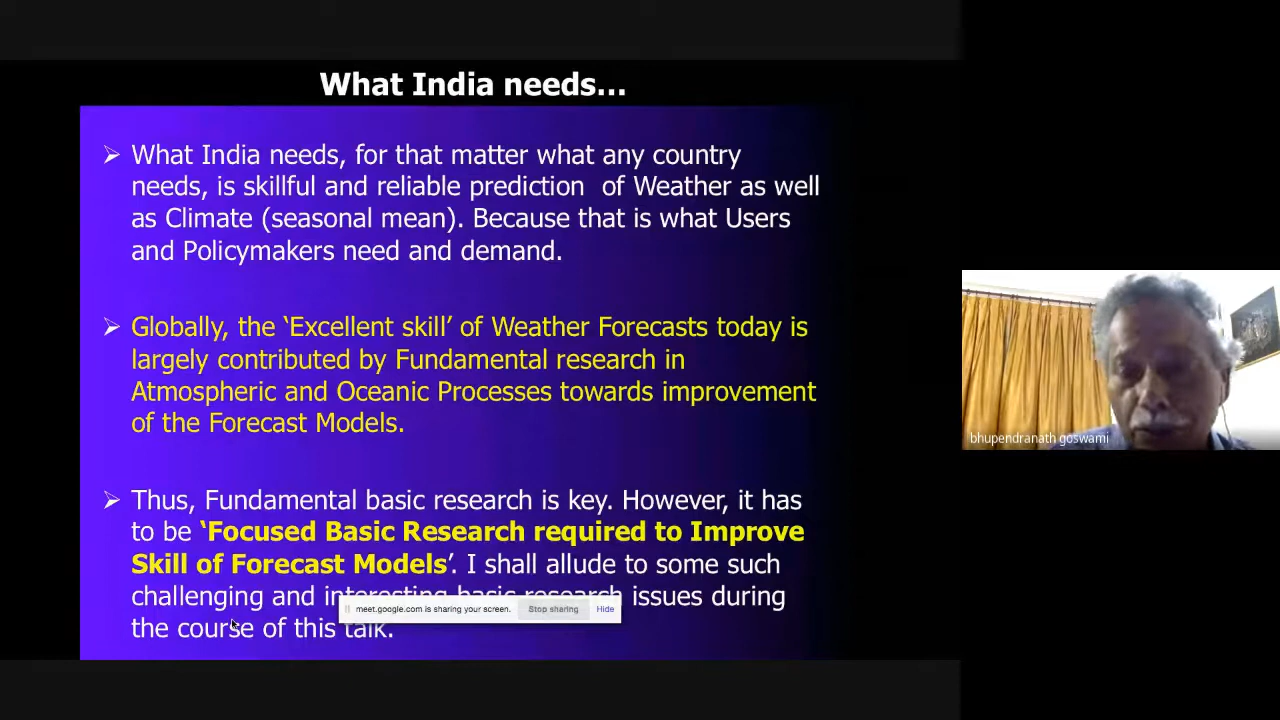 What India needs...
➢ What India needs, for that matter what any country
needs, is skillful and reliable prediction of Weather as well
as Climate (seasonal mean). Because that is what Users
and Policymakers need and demand.
➢ Globally, the ‘Excellent skill’ of Weather Forecasts today is
largely contributed by Fundamental research in
Atmospheric and Oceanic Processes towards improvement
of the Forecast Models.
➢ Thus, Fundamental basic research is key. However, it has
to be ‘Focused Basic Research required to Improve
Skill of Forecast Models’. I shall allude to some such
challenging and interesting basic research issues during
the course of this talk.
meet.google.com is sharing your screen. Stop sharing Hide
bhupendranath goswami